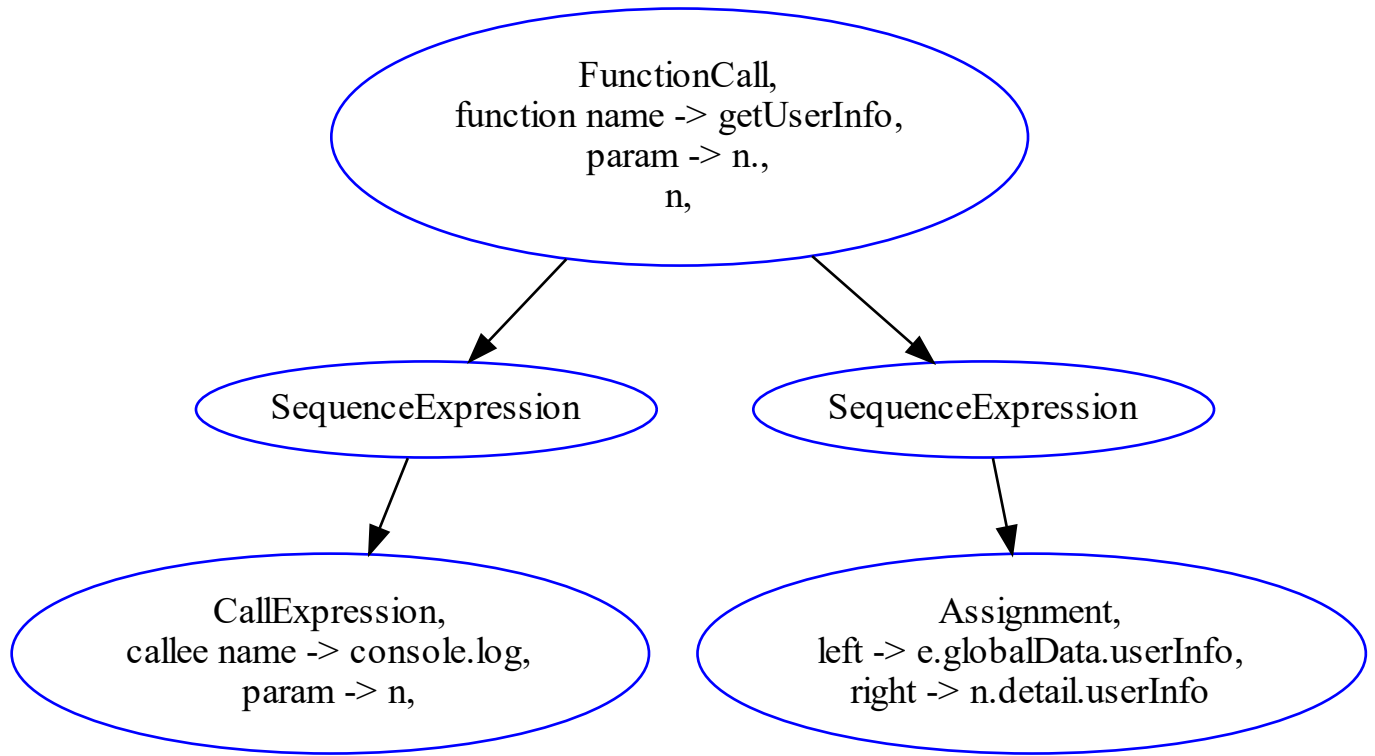 FunctionCall,
function name -> getUserInfo,
param -> n.,
n,
SequenceExpression
SequenceExpression
CallExpression,
callee name -> console.log,
param -> n,
Assignment,
left -> e.globalData.userInfo,
right -> n.detail.userInfo